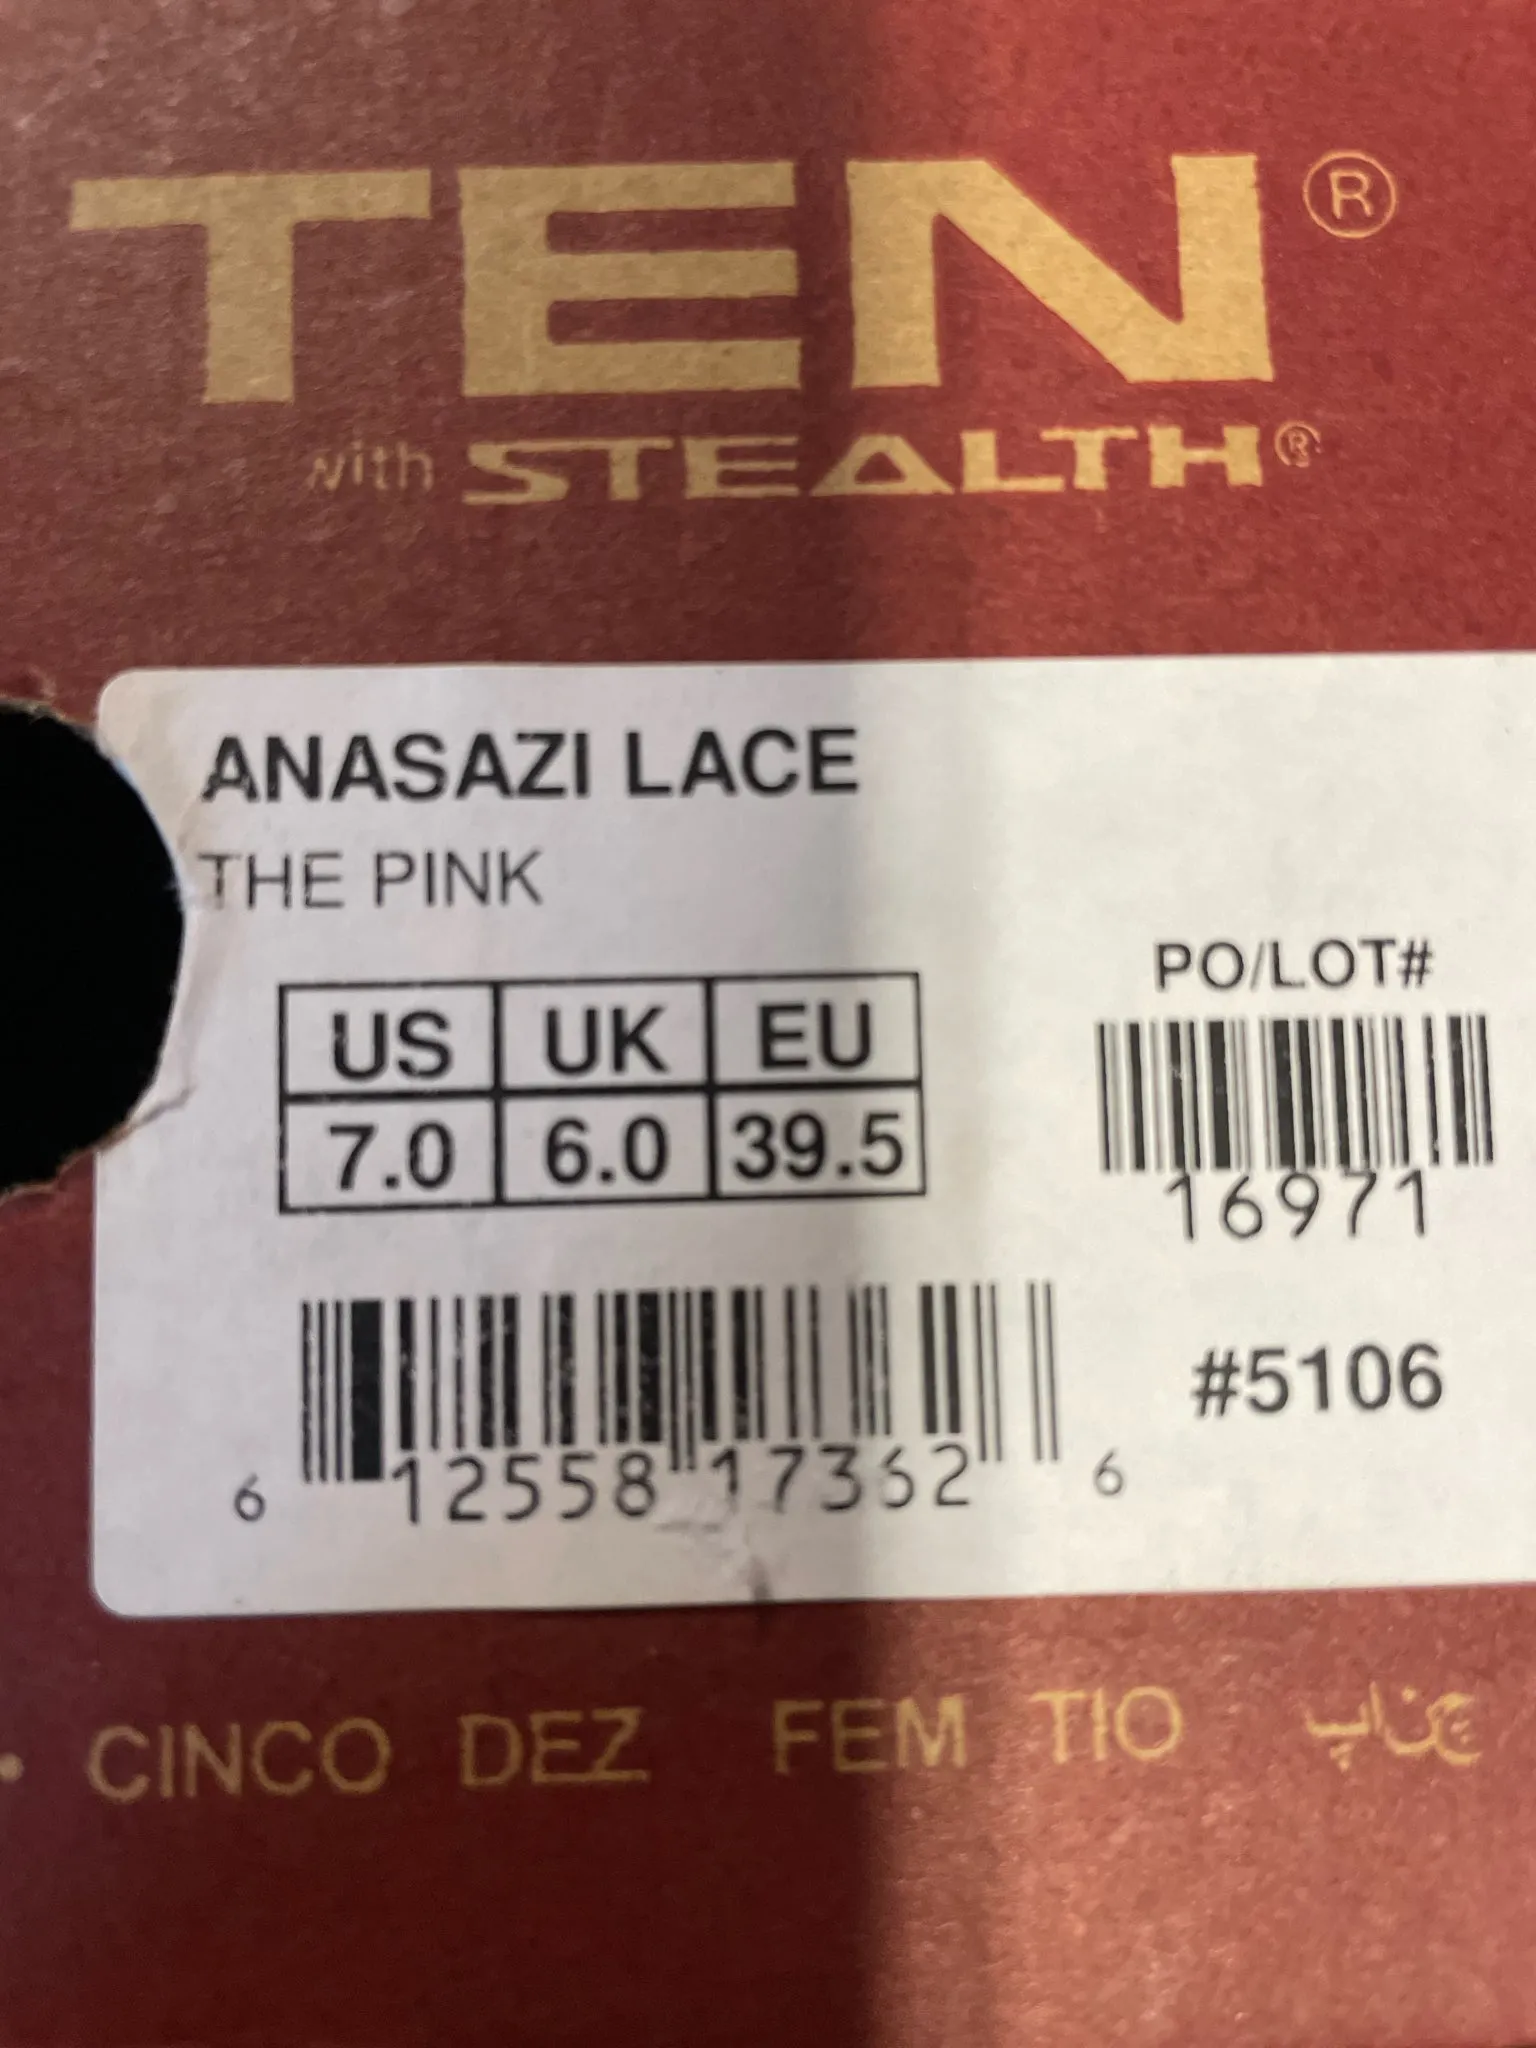 TEN®
with STEALTH®
ANASAZI LACE
THE PINK
US UK EU
7.0 6.0 39.5
PO/LOT#
16971
#5106
6 12558 17362 6
• CINCO DEZ FEM TIO پانج